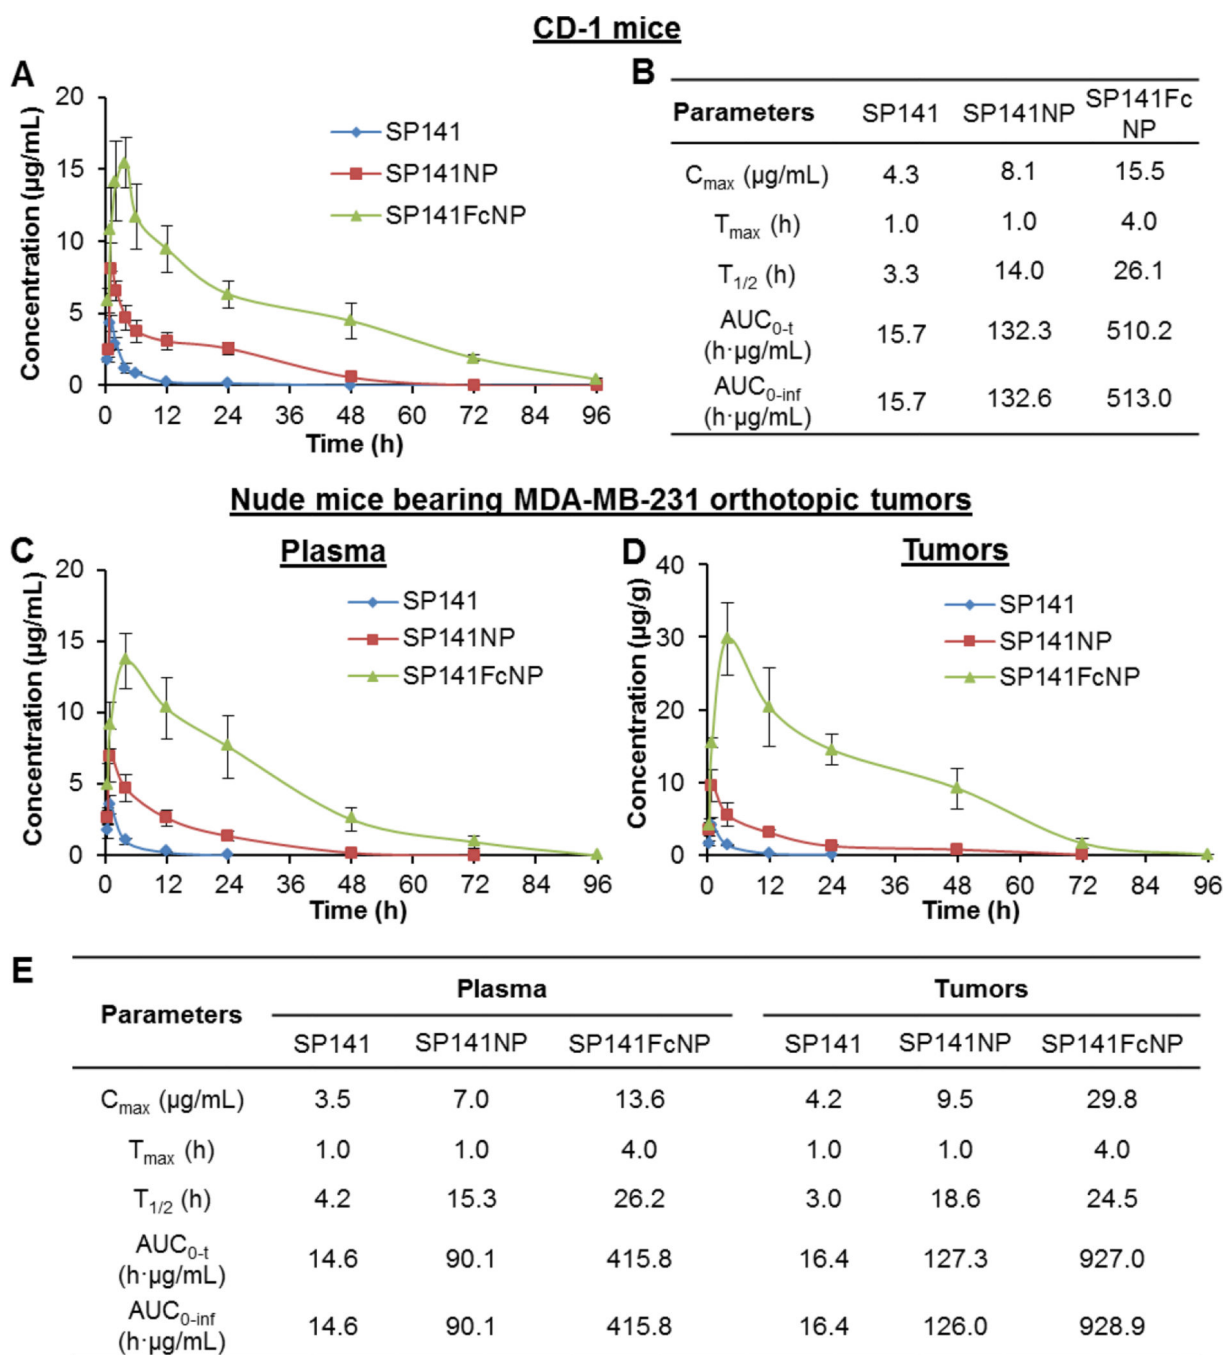 CD-1 mice
A
20
15
10
5
0
Concentration (µg/mL)
SP141
SP141NP
SP141FcNP
0 12 24 36 48 60 72 84 96
Time (h)
B
Parameters SP141 SP141NP SP141Fc
NP
Cmax (µg/mL) 4.3 8.1 15.5
Tmax (h) 1.0 1.0 4.0
T1/2 (h) 3.3 14.0 26.1
AUC0-t
(h·µg/mL) 15.7 132.3 510.2
AUC0-inf
(h·µg/mL) 15.7 132.6 513.0
Nude mice bearing MDA-MB-231 orthotopic tumors
C
Plasma
20
15
10
5
0
Concentration (µg/mL)
SP141
SP141NP
SP141FcNP
0 12 24 36 48 60 72 84 96
Time (h)
D
Tumors
40
30
20
10
0
Concentration (µg/g)
SP141
SP141NP
SP141FcNP
0 12 24 36 48 60 72 84 96
Time (h)
E
Parameters
Plasma Tumors
SP141 SP141NP SP141FcNP SP141 SP141NP SP141FcNP
Cmax (µg/mL) 3.5 7.0 13.6 4.2 9.5 29.8
Tmax (h) 1.0 1.0 4.0 1.0 1.0 4.0
T1/2 (h) 4.2 15.3 26.2 3.0 18.6 24.5
AUC0-t
(h·µg/mL) 14.6 90.1 415.8 16.4 127.3 927.0
AUC0-inf
(h·µg/mL) 14.6 90.1 415.8 16.4 126.0 928.9